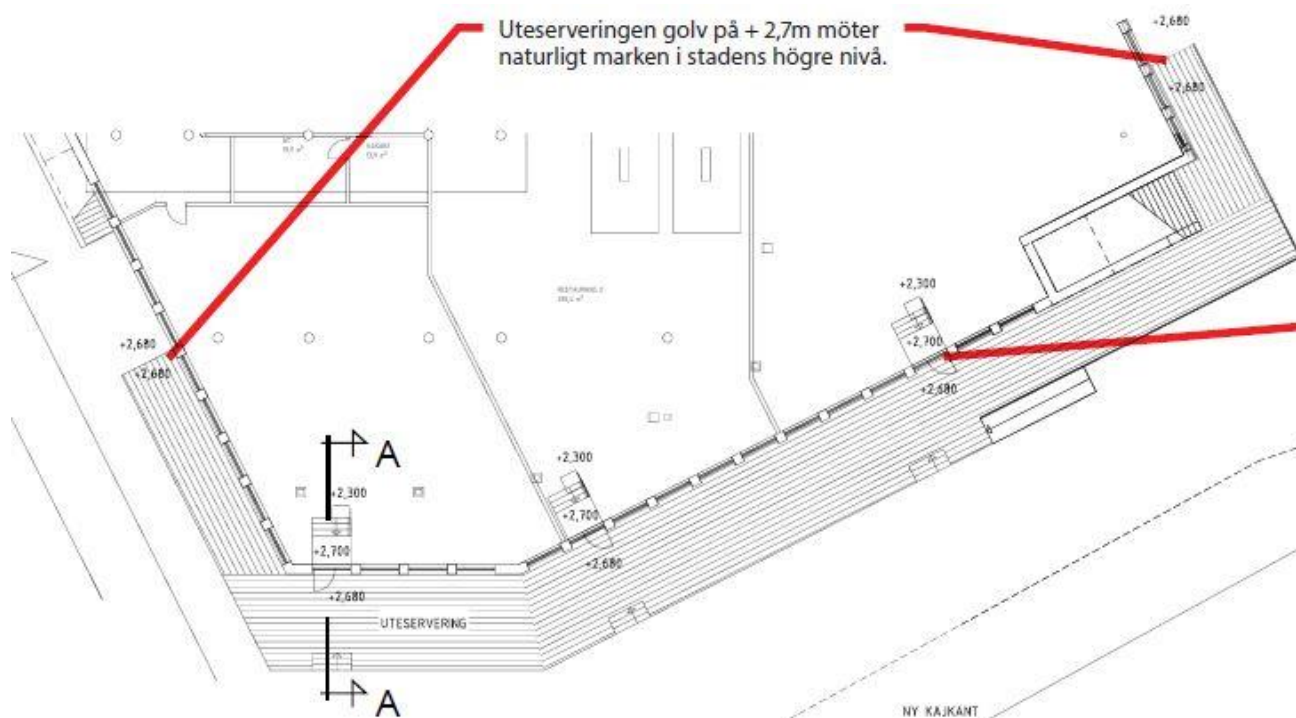 Uteserveringen golv på + 2,7m möter
naturligt marken i stadens högre nivå.
+2,680
+2,680
+2,300
+2,700
+2,680
+2,680
+2,680
A
+2,300
+2,700
+2,680
+2,300
+2,700
+2,680
UTESERVERING
A
NY KAJKANT